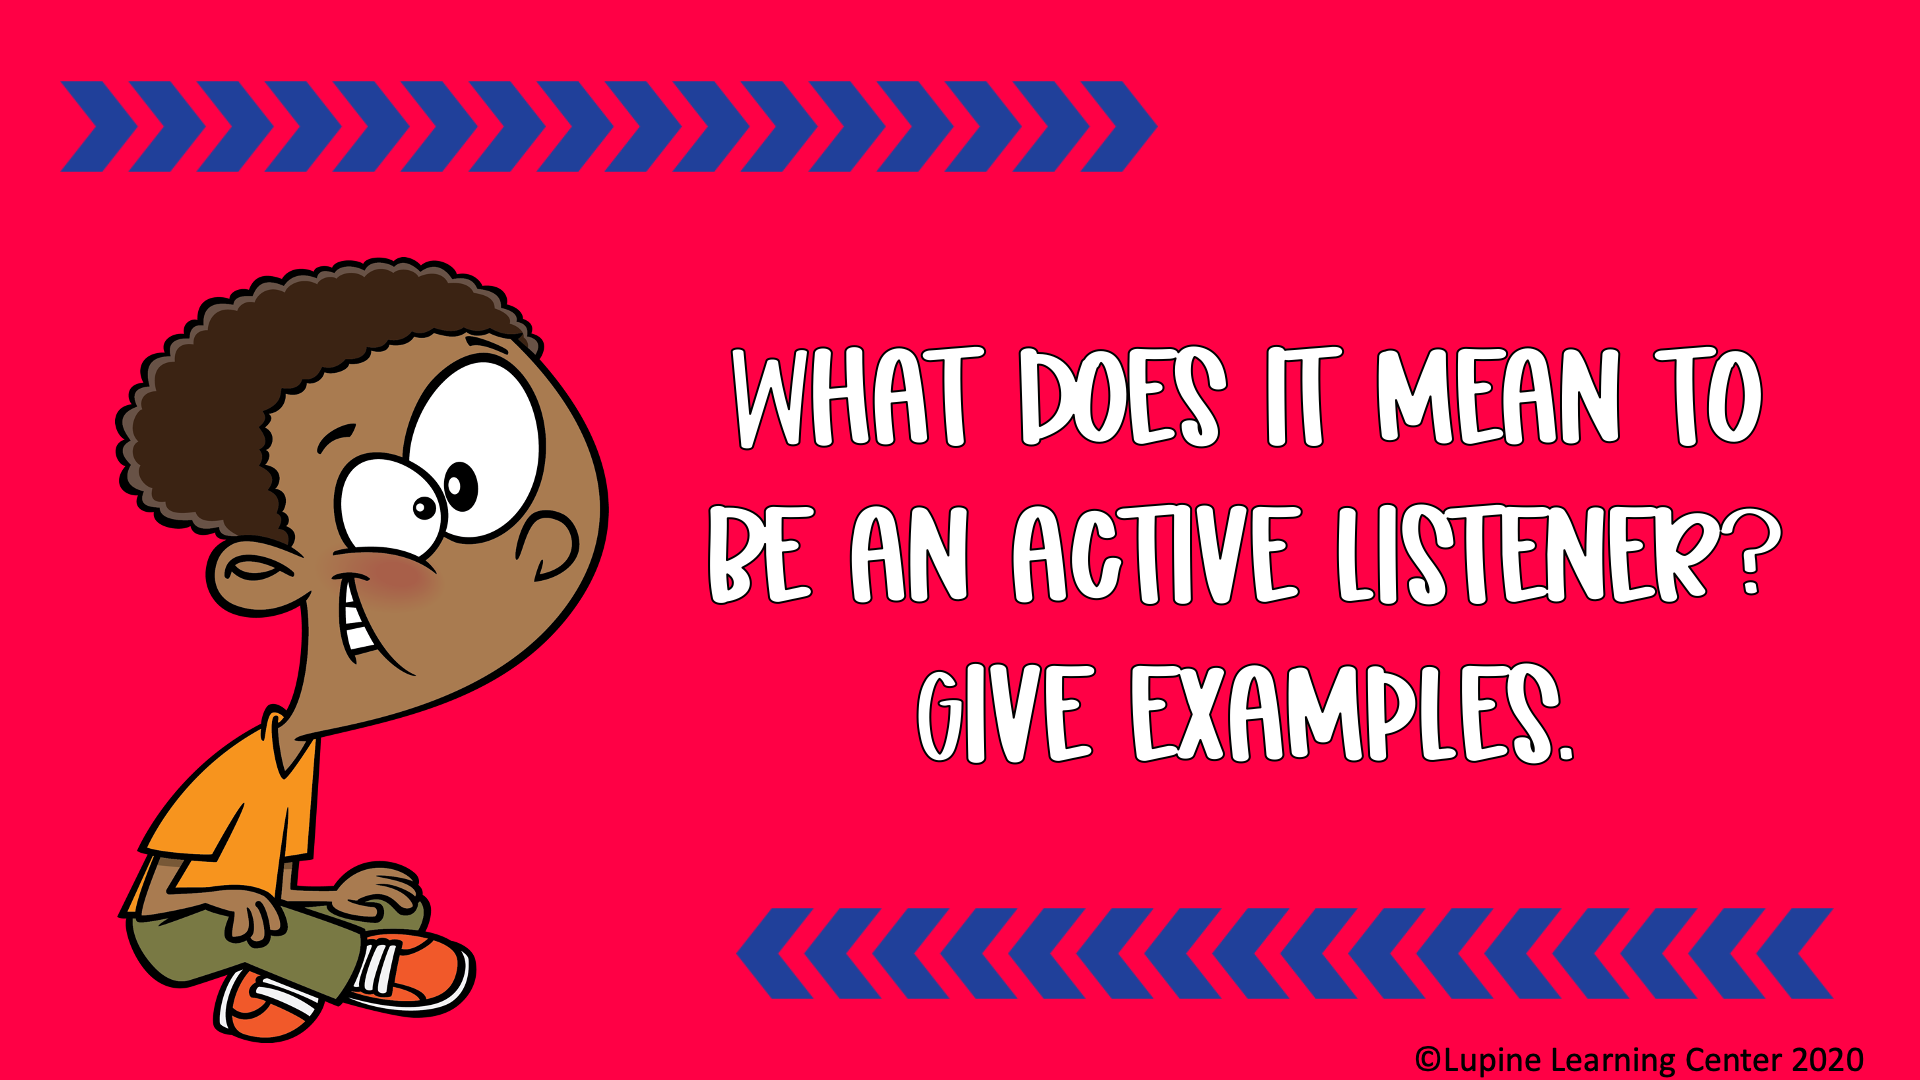 WHAT DOES IT MEAN TO
BE AN ACTIVE LISTENER?
GIVE EXAMPLES.
©Lupine Learning Center 2020